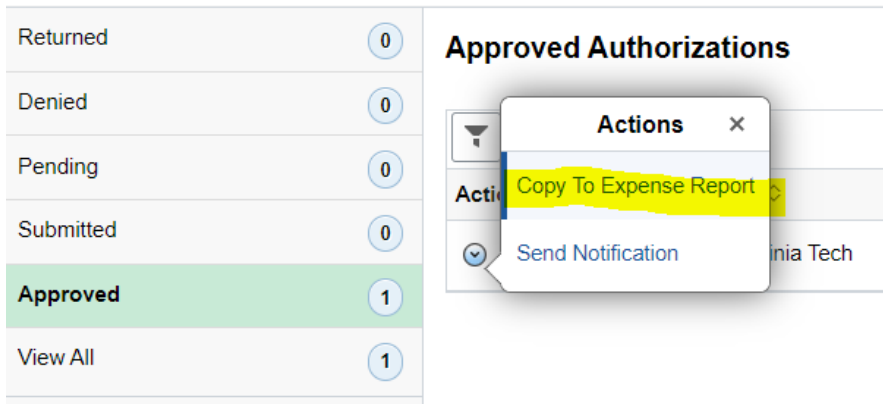 Returned 0
Denied 0
Pending 0
Submitted 0
Approved 1
View All 1
Approved Authorizations
Actions ×
Copy To Expense Report
Send Notification
Tech